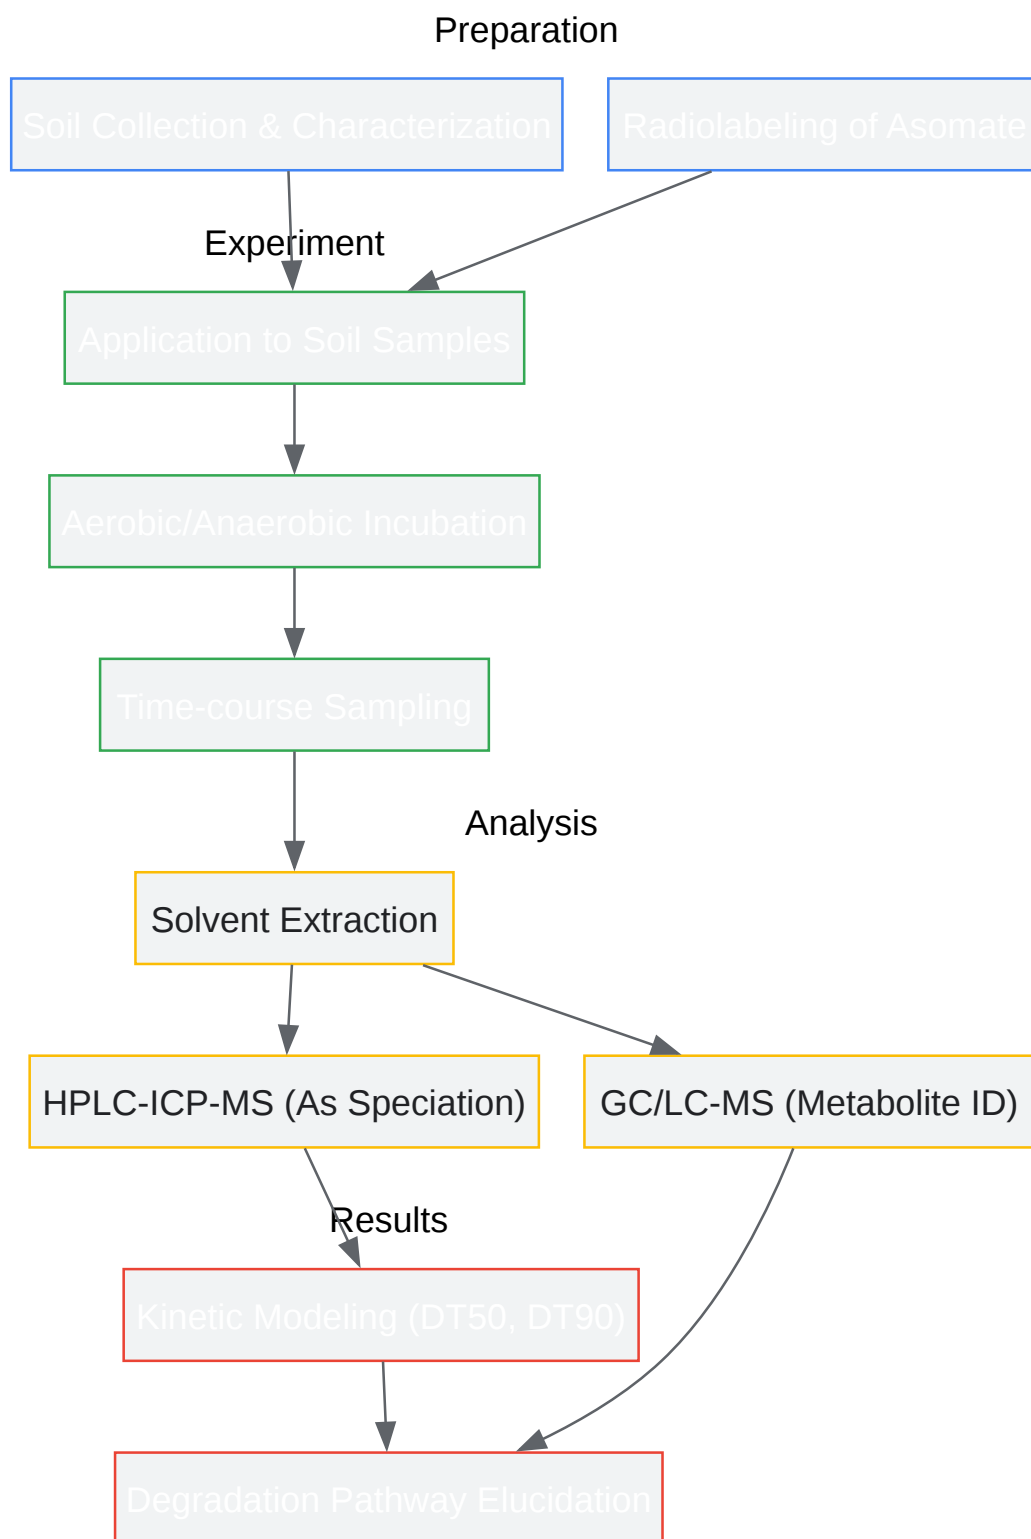 Preparation
Soil Collection & Characterization
Radiolabeling of Asomate
Experiment
Application to Soil Samples
Aerobic/Anaerobic Incubation
Time-course Sampling
Analysis
Solvent Extraction
HPLC-ICP-MS (As Speciation)
GC/LC-MS (Metabolite ID)
Results
Kinetic Modeling (DT50, DT90)
Degradation Pathway Elucidation